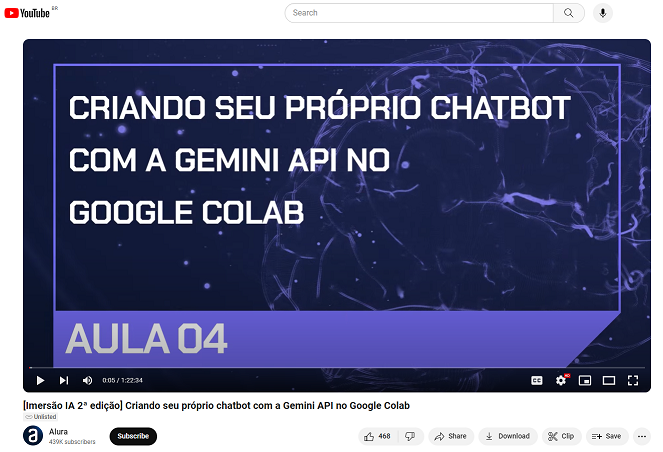 YouTube BR
Search
CRIANDO SEU PRÓPRIO CHATBOT
COM A GEMINI API NO
GOOGLE COLAB
AULA 04
0:05 / 1:22:34
CC
HD
[Imersão IA 2ª edição] Criando seu próprio chatbot com a Gemini API no Google Colab
Unlisted
a
Alura
439K subscribers
Subscribe
468
Share
Download
Clip
Save